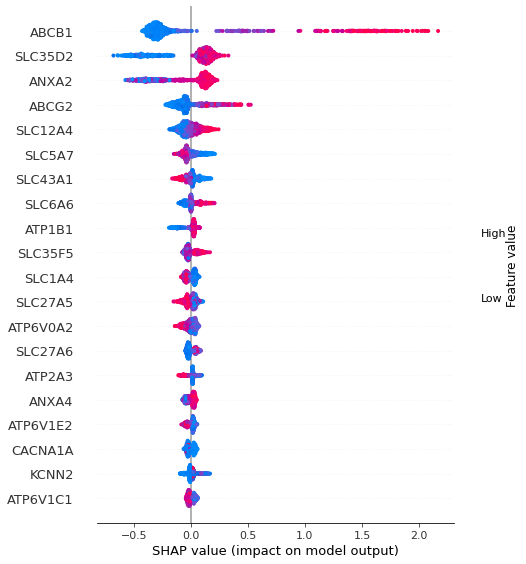 ABCB1
SLC35D2
ANXA2
ABCG2
SLC12A4
SLC5A7
SLC43A1
SLC6A6
ATP1B1
SLC35F5
SLC1A4
SLC27A5
ATP6V0A2
SLC27A6
ATP2A3
ANXA4
ATP6V1E2
CACNA1A
KCNN2
ATP6V1C1
−0.5 0.0 0.5 1.0 1.5 2.0
SHAP value (impact on model output)
High
Low
Feature value